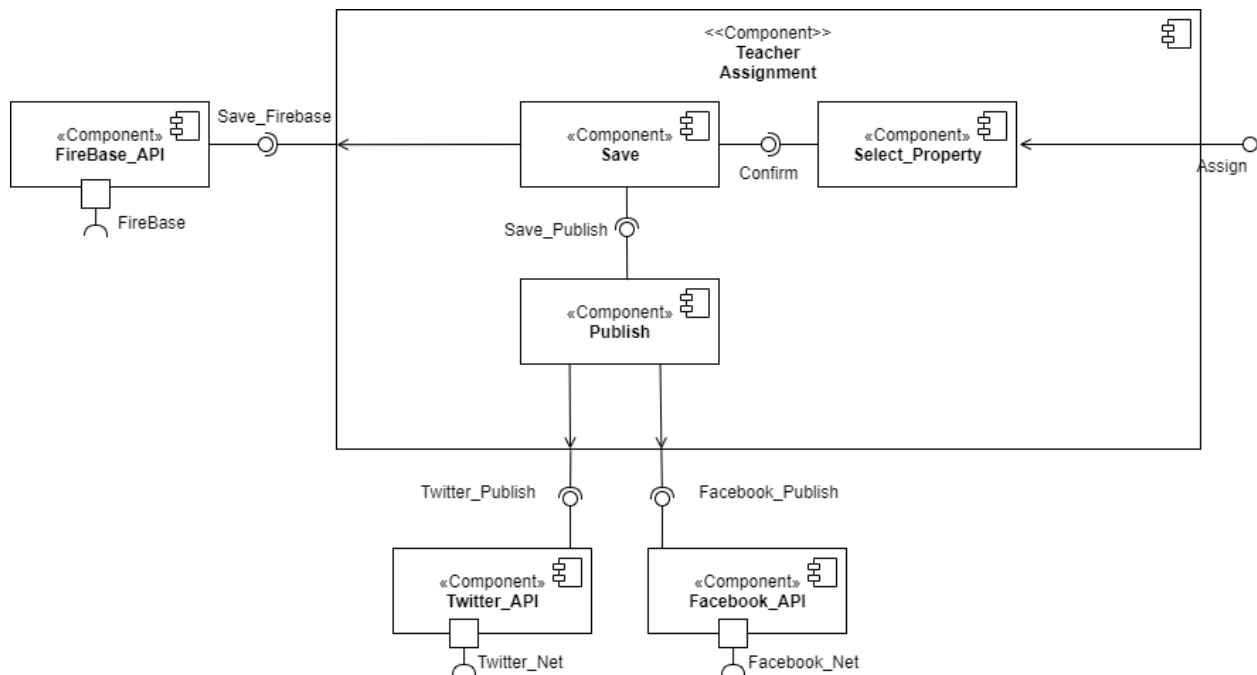 <<Component>>
Teacher
Assignment
Save_Firebase
«Component»
FireBase_API
FireBase
«Component»
Save
Confirm
«Component»
Select_Property
Assign
Save_Publish
«Component»
Publish
Twitter_Publish
Facebook_Publish
«Component»
Twitter_API
Twitter_Net
«Component»
Facebook_API
Facebook_Net